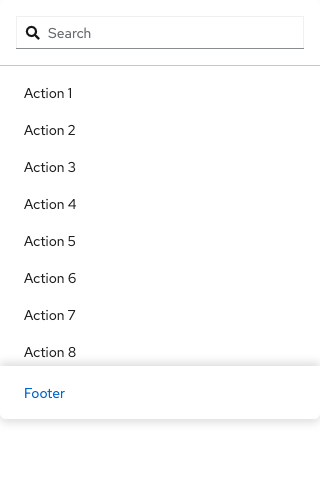 Search
Action 1
Action 2
Action 3
Action 4
Action 5
Action 6
Action 7
Action 8
Footer